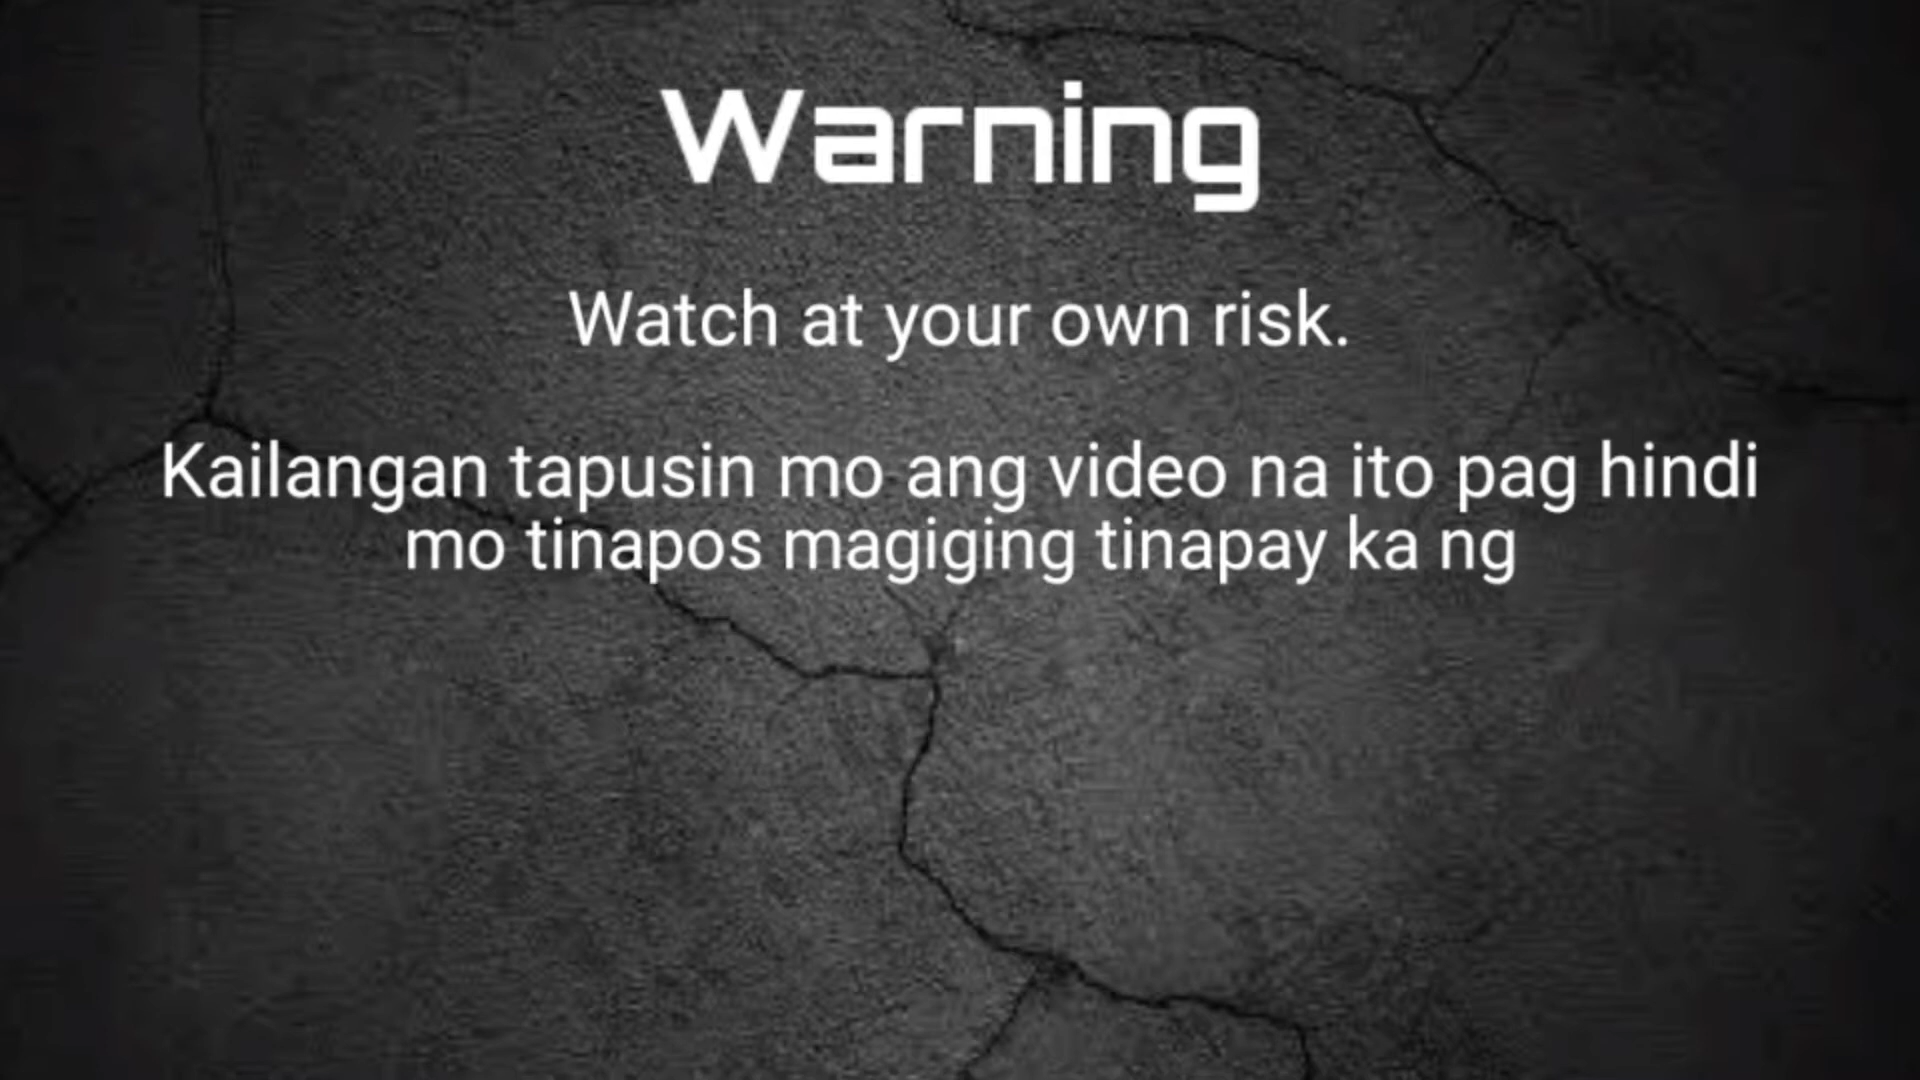 Warning
Watch at your own risk.
Kailangan tapusin mo ang video na ito pag hindi
mo tinapos magiging tinapay ka ng